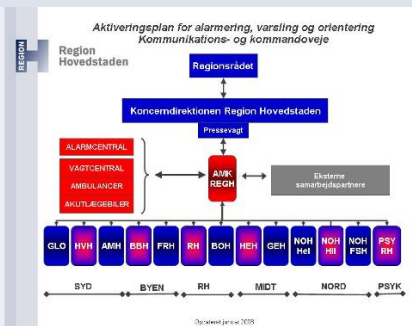 Aktiveringsplan for alarmering, varsling og orientering
Kommunikations- og kommandoveje
REGION
Region
Hovedstaden
Regionsrådet
Koncerndirektionen Region Hovedstaden
Pressevagt
ALARMCENTRAL
VAGTCENTRAL
AMBULANCER
AKUTLÆGEBILER
AMK
REGH
Eksterne
samarbejdspartnere
GLO
HVH
AMH
BBH
FRH
RH
BOH
HEH
GEH
NOH
Hel
NOH
Hil
NOH
FSH
PSY
RH
SYD
BYEN
RH
MIDT
NORD
PSYK
Opdateret januar